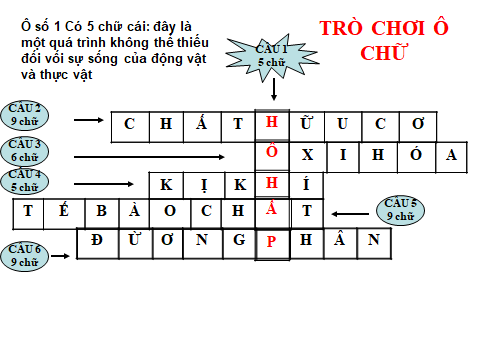 Ô số 1 Có 5 chữ cái: đây là
một quá trình không thể thiếu
đối vối sự sống của động vật
và thực vật
CÂU 1
5 chữ
TRÒ CHƠI Ô
CHỮ
CÂU 2
9 chữ
C H Ấ T H Ữ U C Ơ
CÂU 3
6 chữ
Ô X I H Ó A
CÂU 4
5 chữ
K Ị K H Í
T Ế B À O C H Ấ T
CÂU 5
9 chữ
CÂU 6
9 chữ
Đ Ừ Ơ N G P H Â N